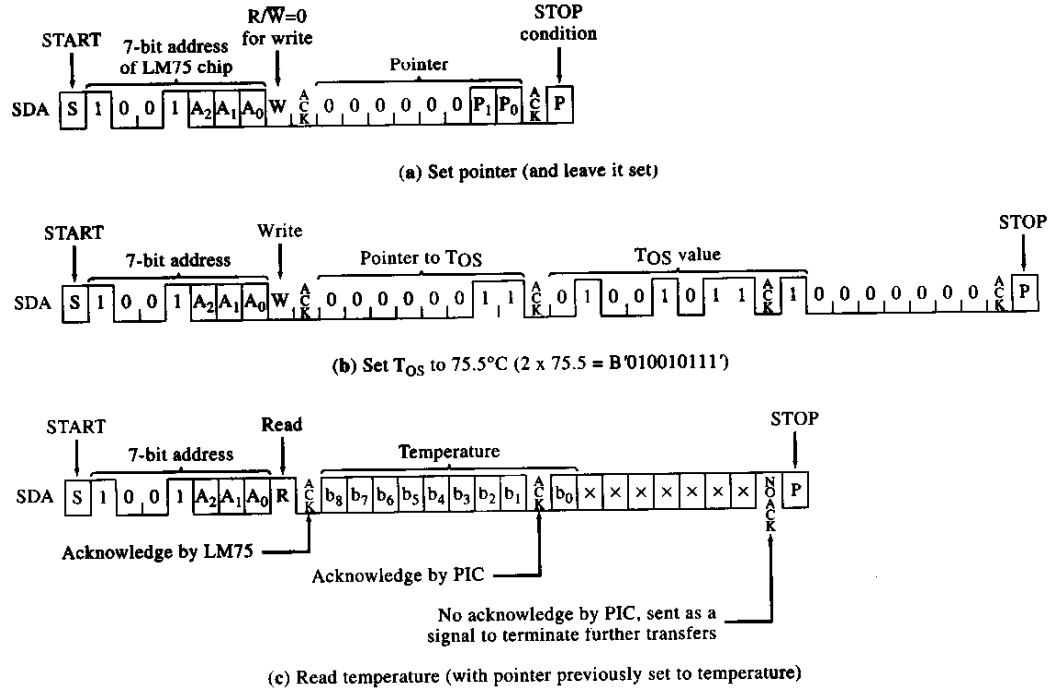 R/W̅=0
for write
STOP
condition
START
7-bit address
of LM75 chip
Pointer
SDA S 1 0 0 1 A₂ A₁ A₀ W ACK 0 0 0 0 0 0 P₁ P₀ ACK P
(a) Set pointer (and leave it set)
START Write STOP
7-bit address Pointer to TOS TOS value
SDA S 1 0 0 1 A₂ A₁ A₀ W ACK 0 0 0 0 0 0 1 1 ACK 0 1 0 0 1 0 1 1 ACK 1 0 0 0 0 0 0 0 ACK P
(b) Set TOS to 75.5°C (2 x 75.5 = B'010010111')
START Read STOP
7-bit address Temperature
SDA S 1 0 0 1 A₂ A₁ A₀ R ACK b₈ b₇ b₆ b₅ b₄ b₃ b₂ b₁ ACK b₀ × × × × × × × NOACK P
Acknowledge by LM75
Acknowledge by PIC
No acknowledge by PIC, sent as a
signal to terminate further transfers
(c) Read temperature (with pointer previously set to temperature)